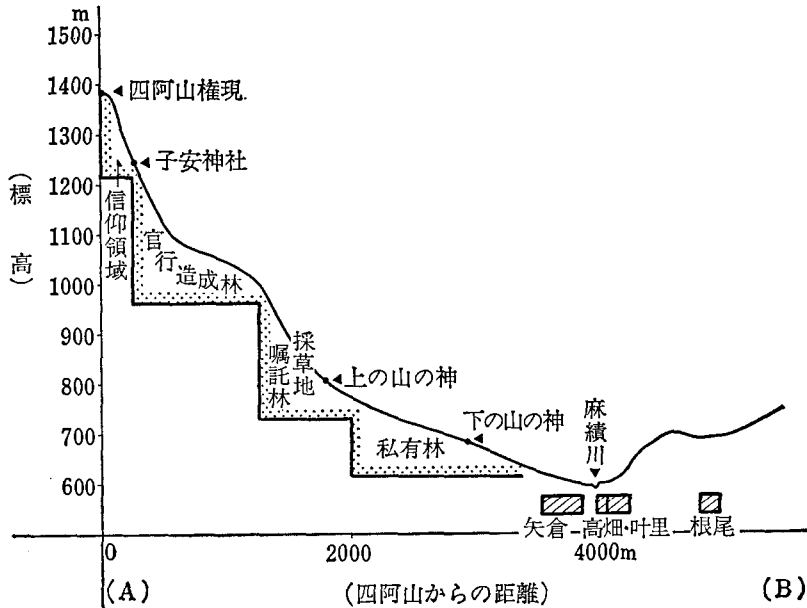 m
1500
1400
1300
1200
1100
1000
900
800
700
600
(標高)
四阿山権現
子安神社
信仰領域
官行造成林
採草地
嘱託林
上の山の神
下の山の神
私有林
麻績川
矢倉 高畑・叶里 根尾
0 2000 4000m
(A) (四阿山からの距離) (B)